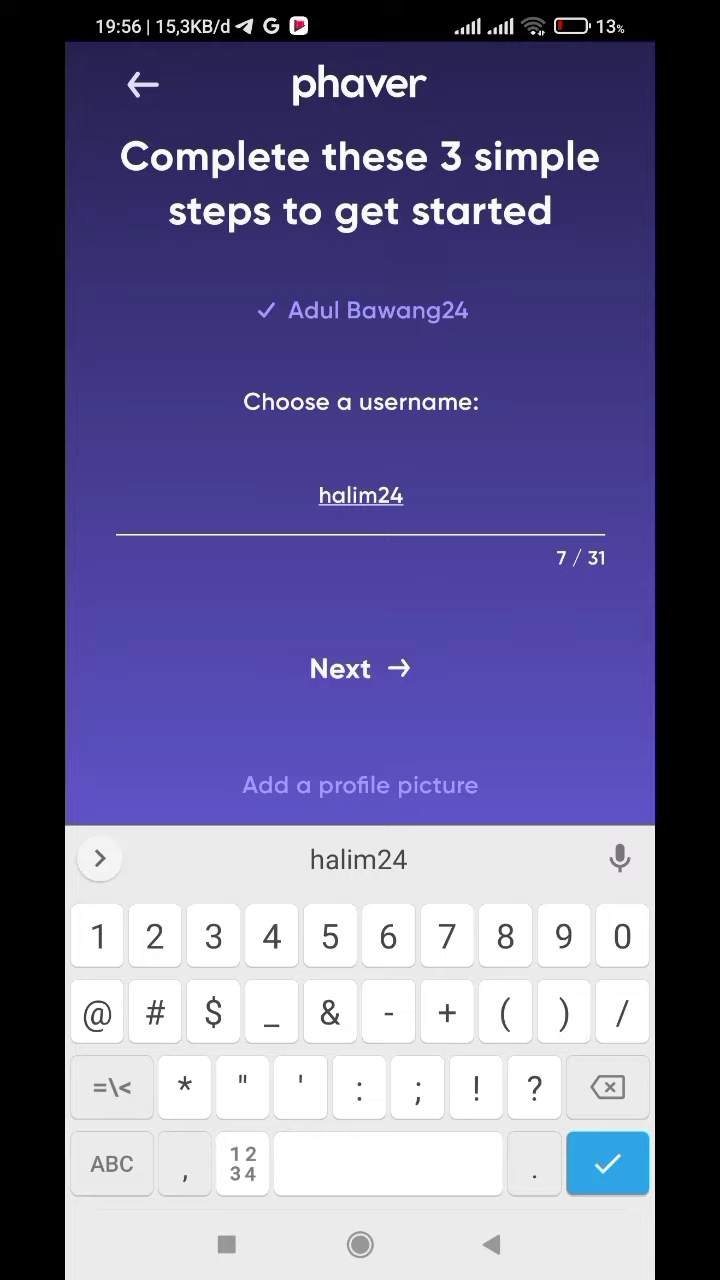 19:56 | 15,3KB/d G 13%
phaver
Complete these 3 simple
steps to get started
Adul Bawang24
Choose a username:
halim24
7 / 31
Next →
Add a profile picture
halim24
1 2 3 4 5 6 7 8 9 0
@ # $ _ & - + ( ) /
=\< * " ' : ; ! ?
ABC , 12 34 .